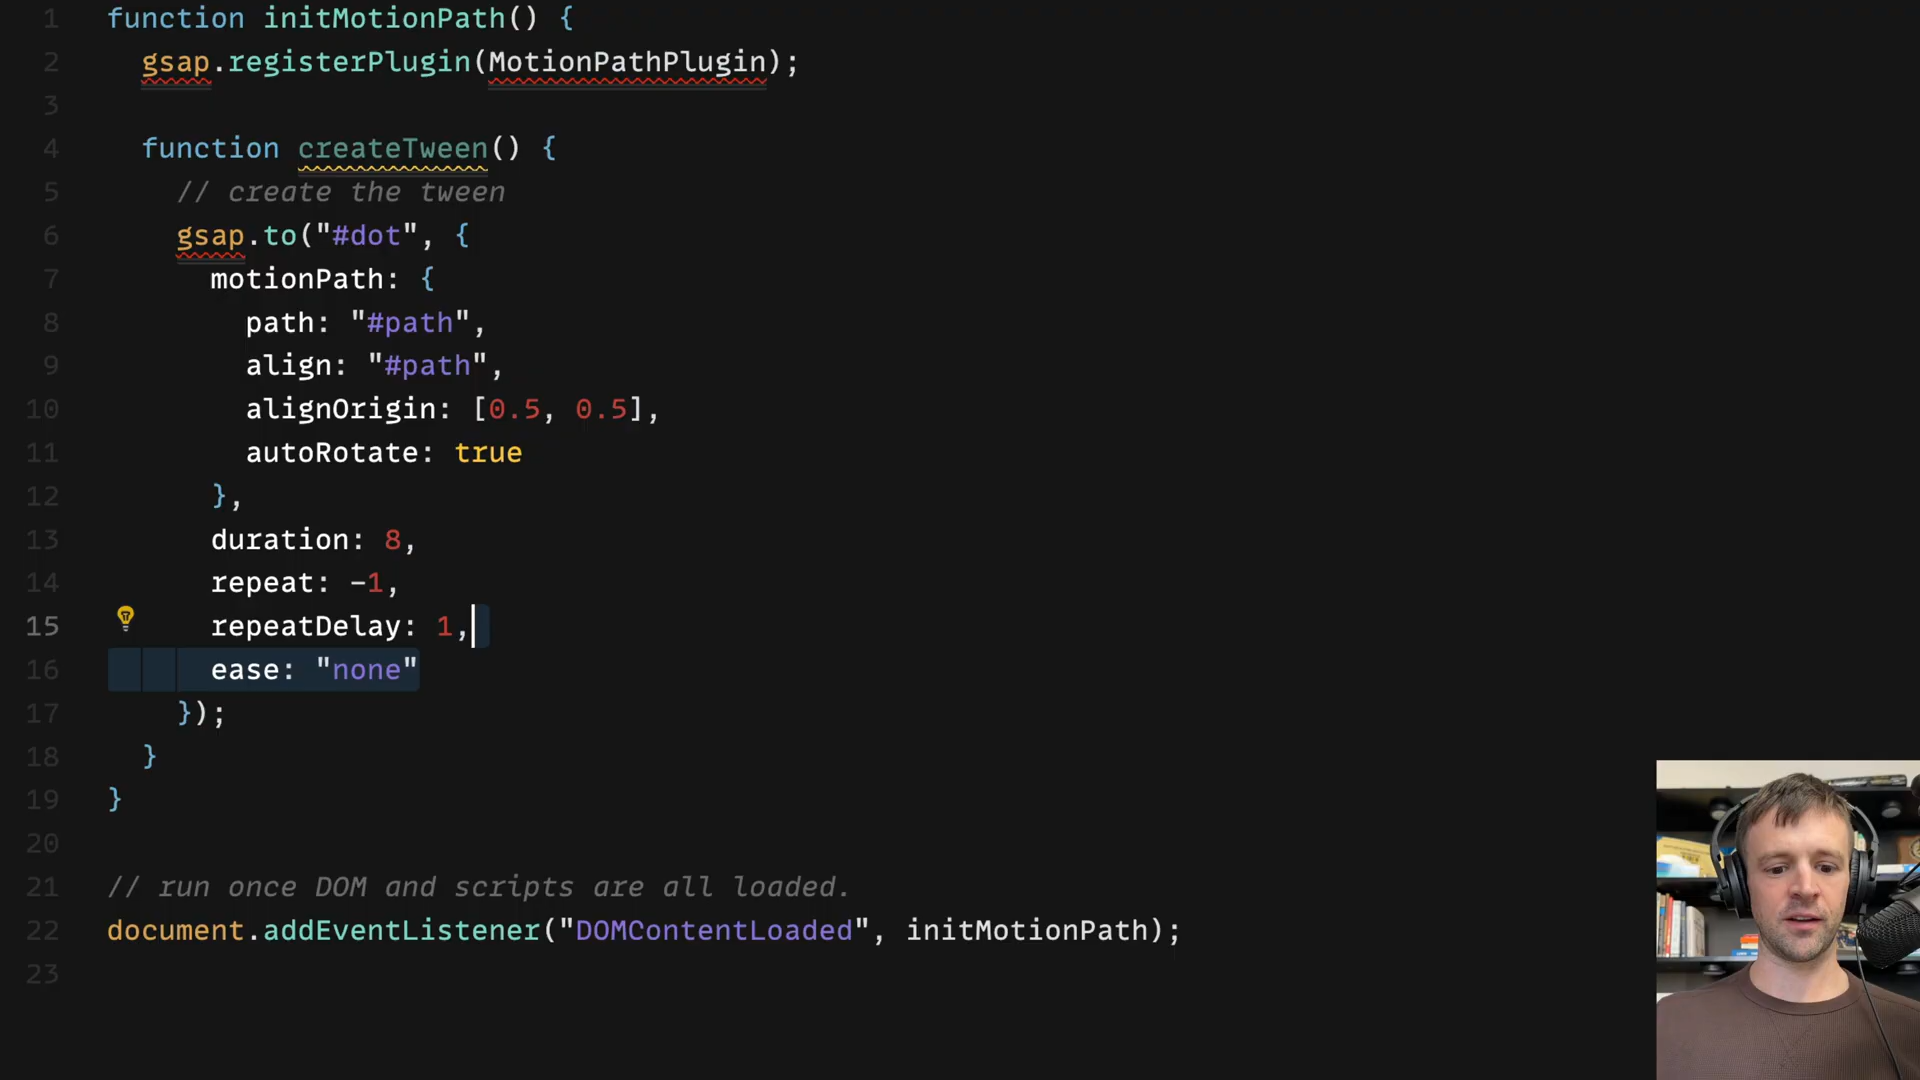 1 function initMotionPath() {
2 gsap.registerPlugin(MotionPathPlugin);
3
4 function createTween() {
5 // create the tween
6 gsap.to("#dot", {
7 motionPath: {
8 path: "#path",
9 align: "#path",
10 alignOrigin: [0.5, 0.5],
11 autoRotate: true
12 },
13 duration: 8,
14 repeat: -1,
15 repeatDelay: 1,
16 ease: "none"
17 });
18 }
19 }
20
21 // run once DOM and scripts are all loaded.
22 document.addEventListener("DOMContentLoaded", initMotionPath);
23